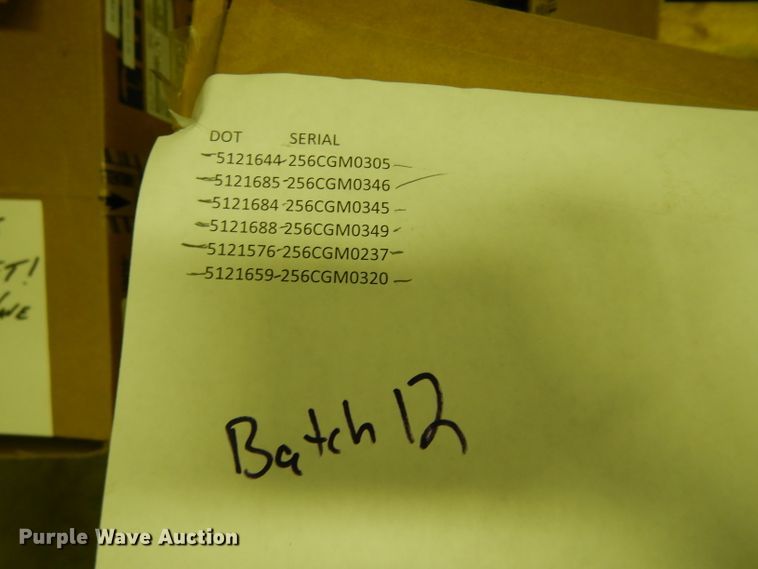 DOT SERIAL
5121644 256CGM0305
5121685 256CGM0346
5121684 256CGM0345
5121688 256CGM0349
5121576 256CGM0237
5121659 256CGM0320
Batch 12
Purple Wave Auction